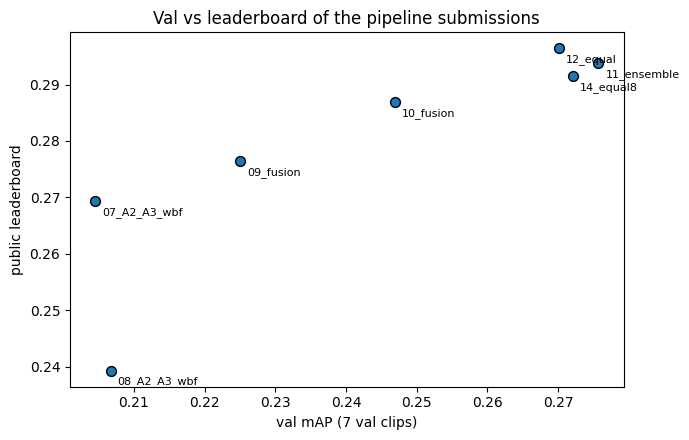 Val vs leaderboard of the pipeline submissions
0.29
0.28
0.27
0.26
0.25
0.24
public leaderboard
12_equal
11_ensemble
14_equal8
10_fusion
09_fusion
07_A2_A3_wbf
08_A2_A3_wbf
0.21 0.22 0.23 0.24 0.25 0.26 0.27
val mAP (7 val clips)